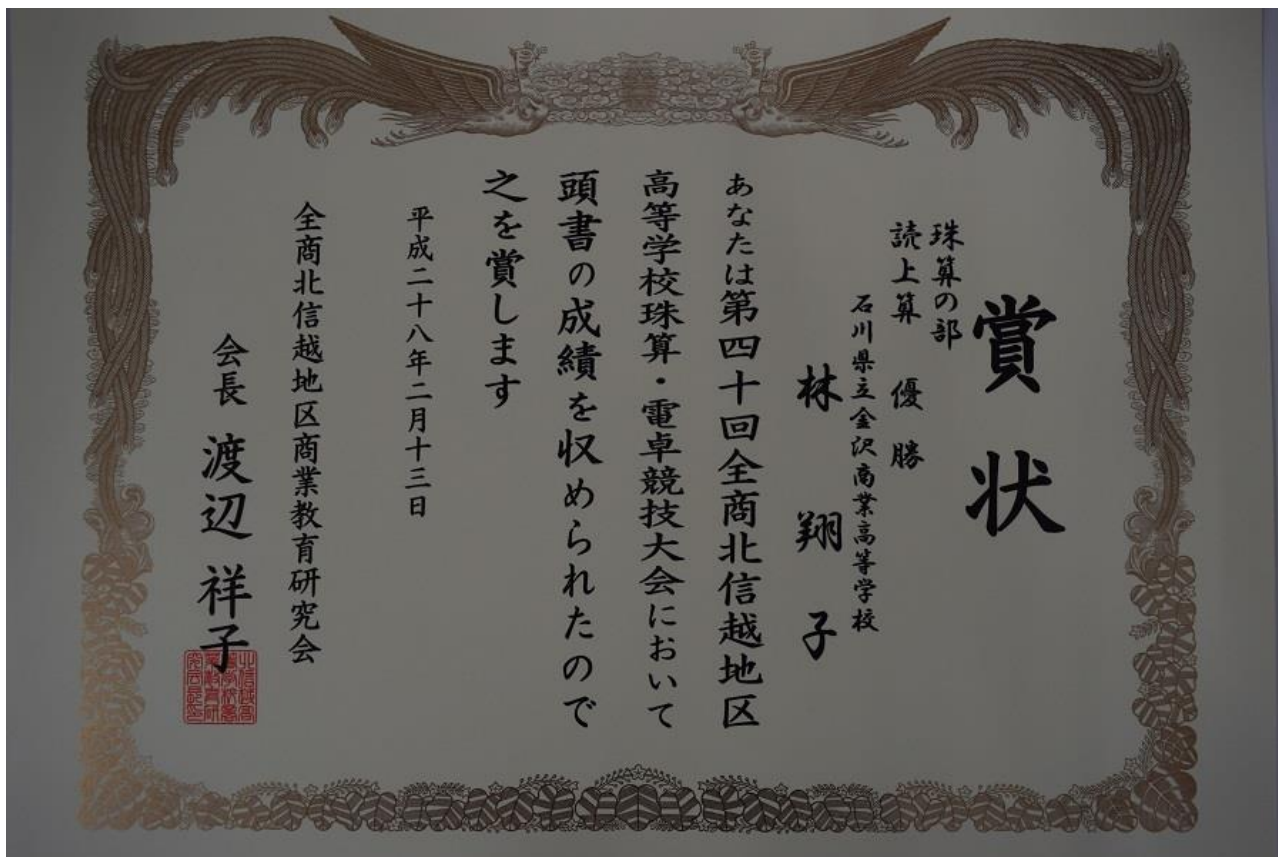 賞状
珠算の部
読上算 優勝
石川県立金沢商業高等学校
林 翔子
あなたは第四十回全商北信越地区
高等学校珠算・電卓競技大会において
頭書の成績を収められたので
之を賞します
平成二十八年二月十三日
全商北信越地区商業教育研究会
会長 渡辺 祥子